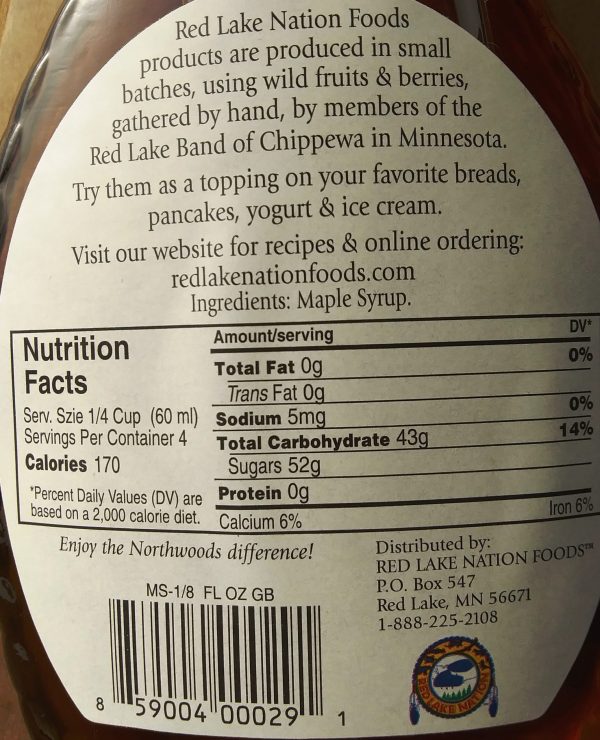 Red Lake Nation Foods
products are produced in small
batches, using wild fruits & berries,
gathered by hand, by members of the
Red Lake Band of Chippewa in Minnesota.
Try them as a topping on your favorite breads,
pancakes, yogurt & ice cream.
Visit our website for recipes & online ordering:
redlakenationfoods.com
Ingredients: Maple Syrup.
Nutrition
Facts
Serv. Szie 1/4 Cup (60 ml)
Servings Per Container 4
Calories 170
*Percent Daily Values (DV) are
based on a 2,000 calorie diet.
Amount/serving DV*
Total Fat 0g 0%
Trans Fat 0g
Sodium 5mg 0%
Total Carbohydrate 43g 14%
Sugars 52g
Protein 0g
Calcium 6% Iron 6%
Enjoy the Northwoods difference!
MS-1/8 FL OZ GB
8 59004 00029 1
Distributed by:
RED LAKE NATION FOODS™
P.O. Box 547
Red Lake, MN 56671
1-888-225-2108
RED LAKE NATION